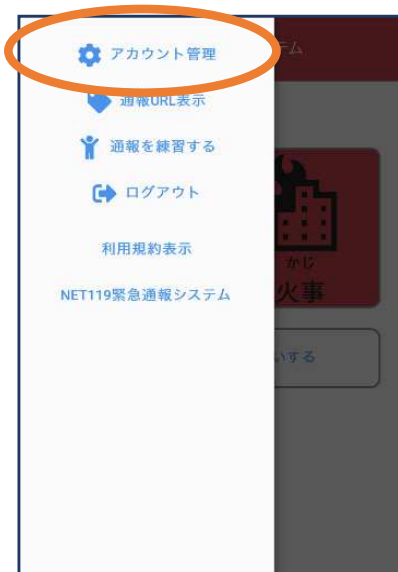 アカウント管理
テム
通報URL表示
通報を練習する
ログアウト
利用規約表示
かじ
火事
NET119緊急通報システム
いする